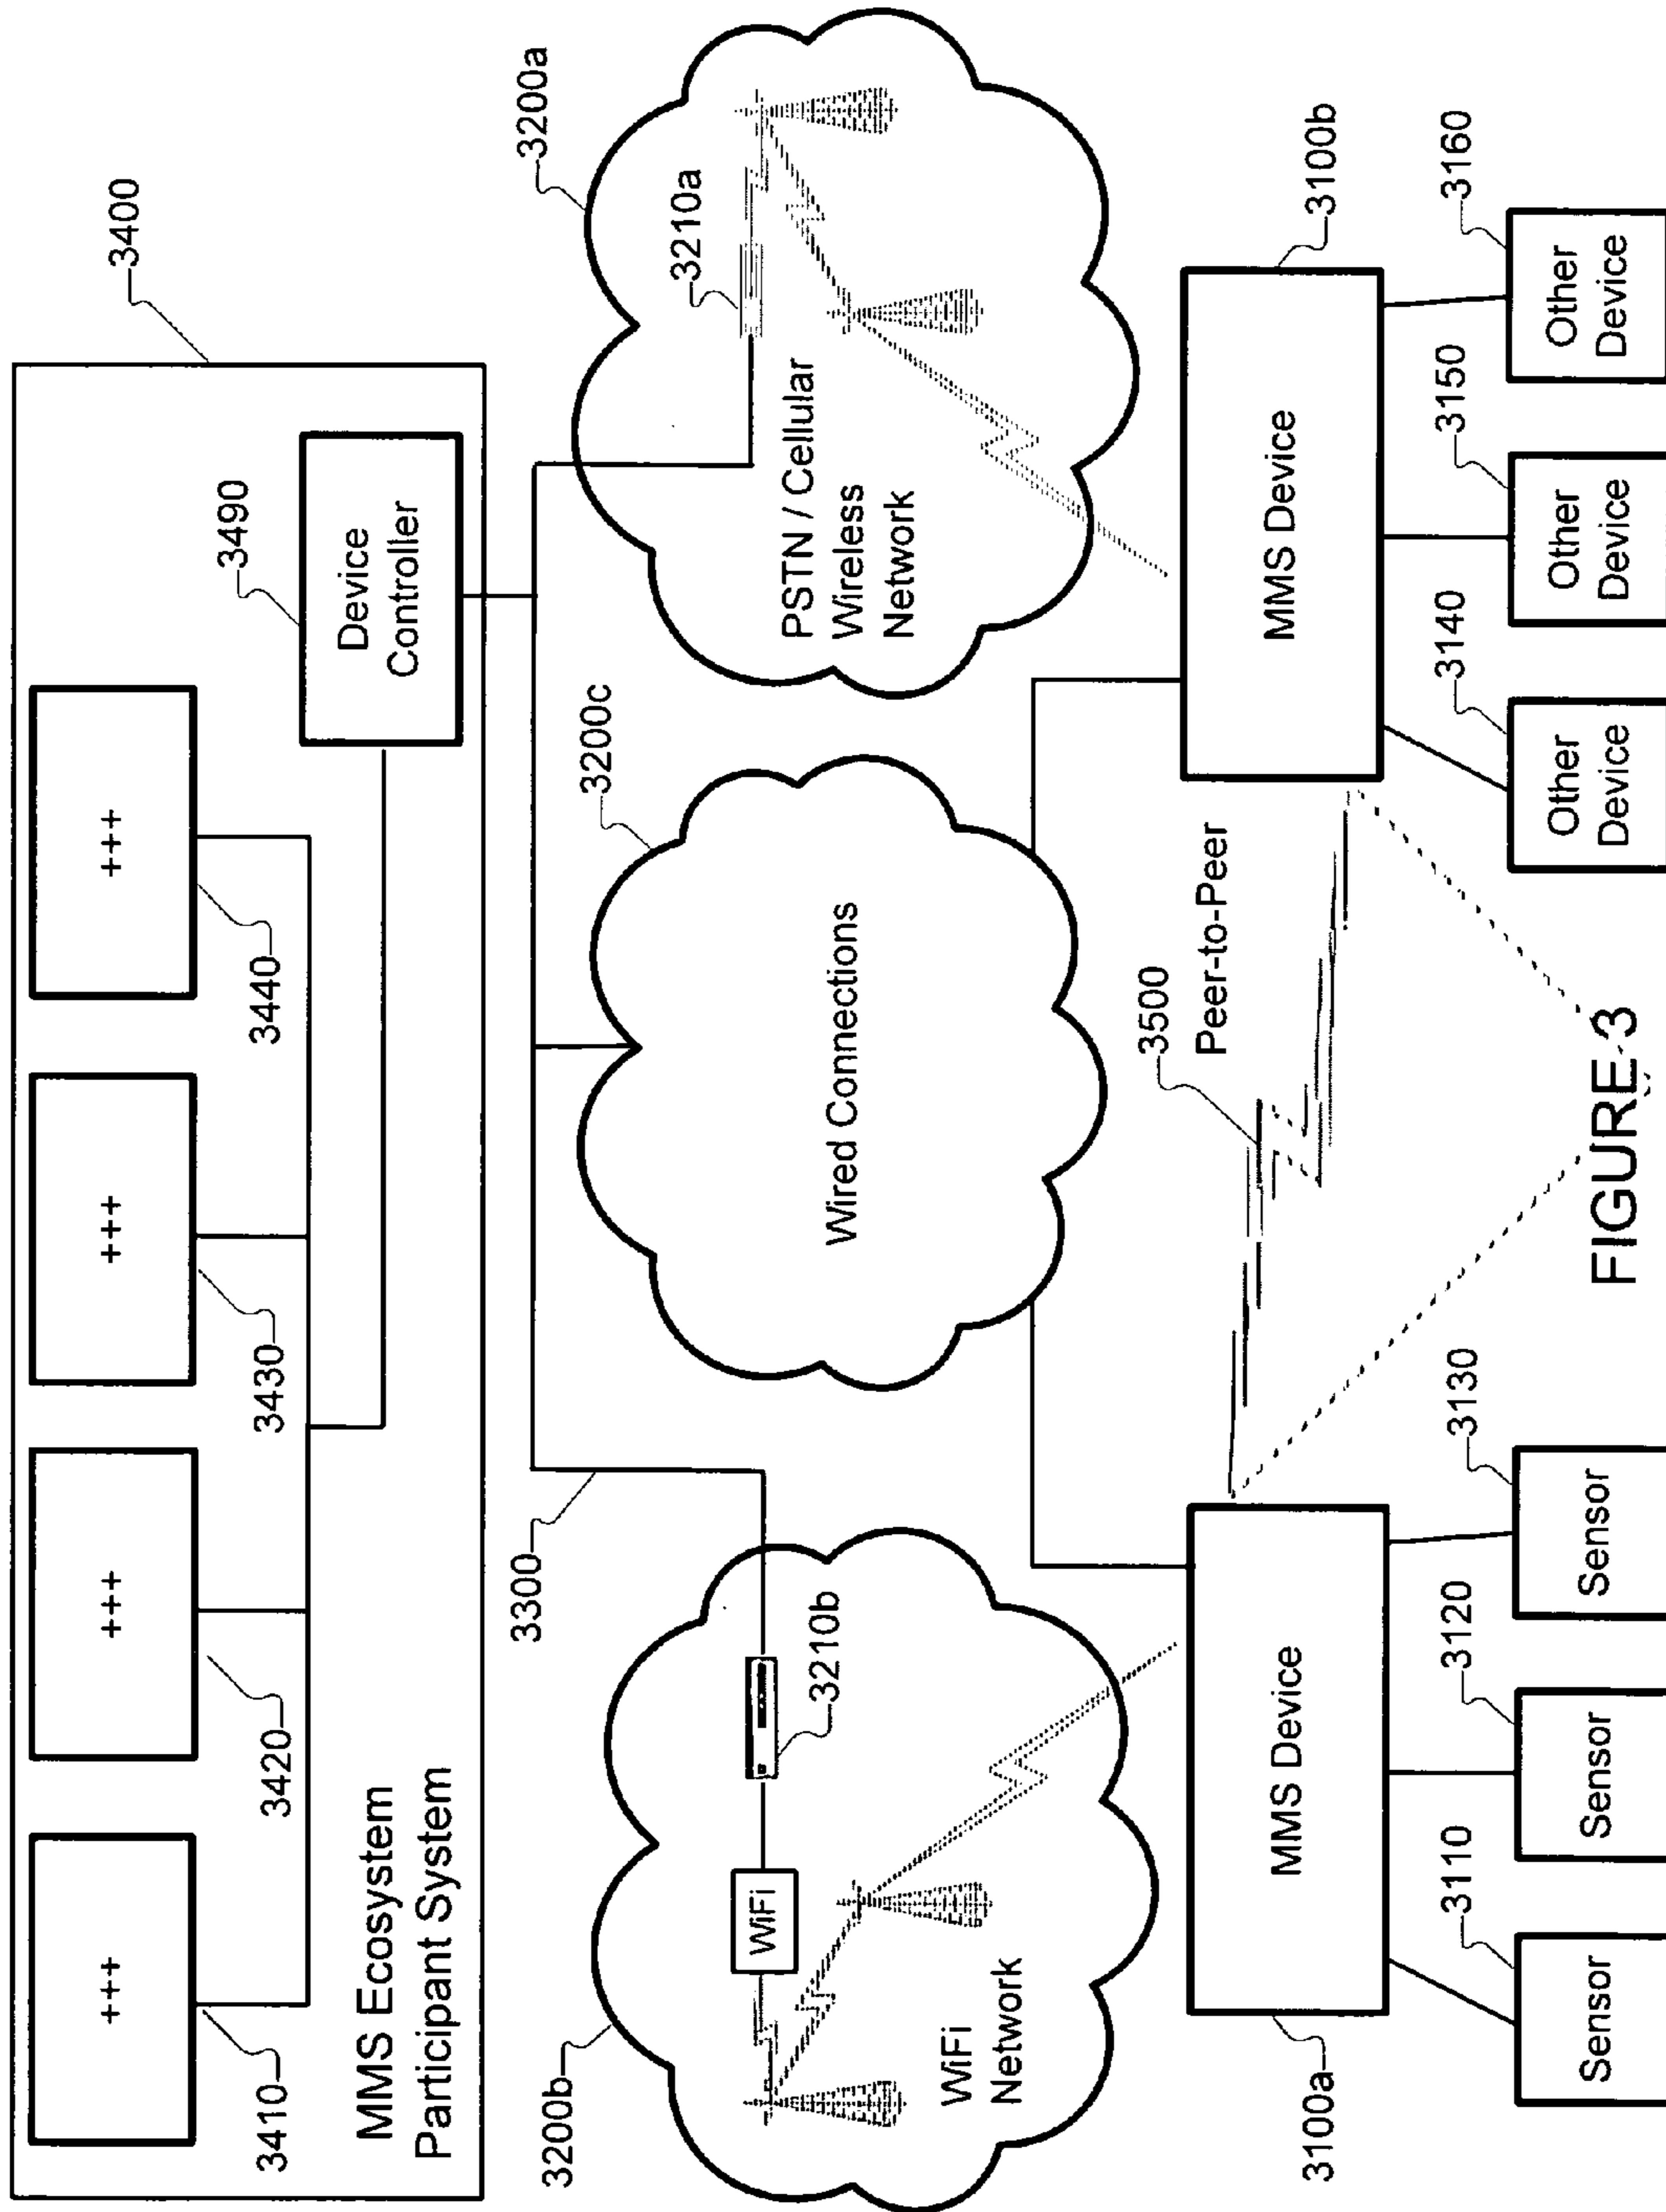 3400
+++
+++
+++
+++
3410
3420
3430
3440
3490
Device
Controller
MMS Ecosystem
Participant System
3200b
3300
3200c
3200a
3210b
WiFi
WiFi
Network
Wired Connections
3210a
PSTN / Cellular
Wireless
Network
3100a
MMS Device
3500
Peer-to-Peer
3100b
MMS Device
3110
3120
3130
3140
3150
3160
Sensor
Sensor
Sensor
Other
Device
Other
Device
Other
Device
FIGURE 3